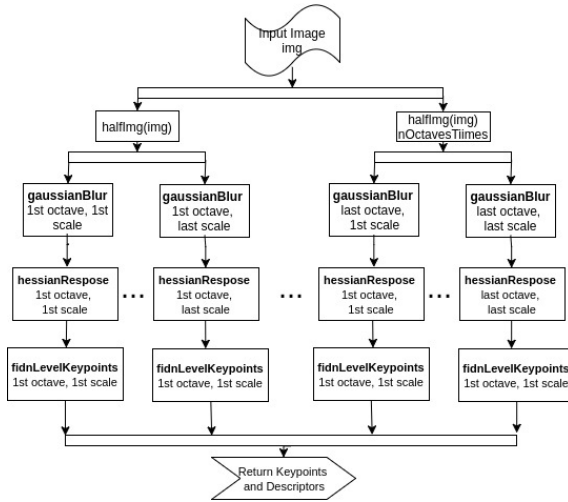 Input Image
img
halfImg(img)
halfImg(img)
nOctavesTiimes
gaussianBlur
1st octave, 1st
scale
gaussianBlur
1st octave,
last scale
gaussianBlur
last octave,
1st scale
gaussianBlur
last octave,
last scale
hessianRespose
1st octave,
1st scale
...
hessianRespose
1st octave,
last scale
...
hessianRespose
1st octave,
1st scale
...
hessianRespose
last octave,
last scale
fidnLevelKeypoints
1st octave, 1st scale
fidnLevelKeypoints
1st octave, 1st scale
fidnLevelKeypoints
1st octave, 1st scale
fidnLevelKeypoints
1st octave, 1st scale
Return Keypoints
and Descriptors